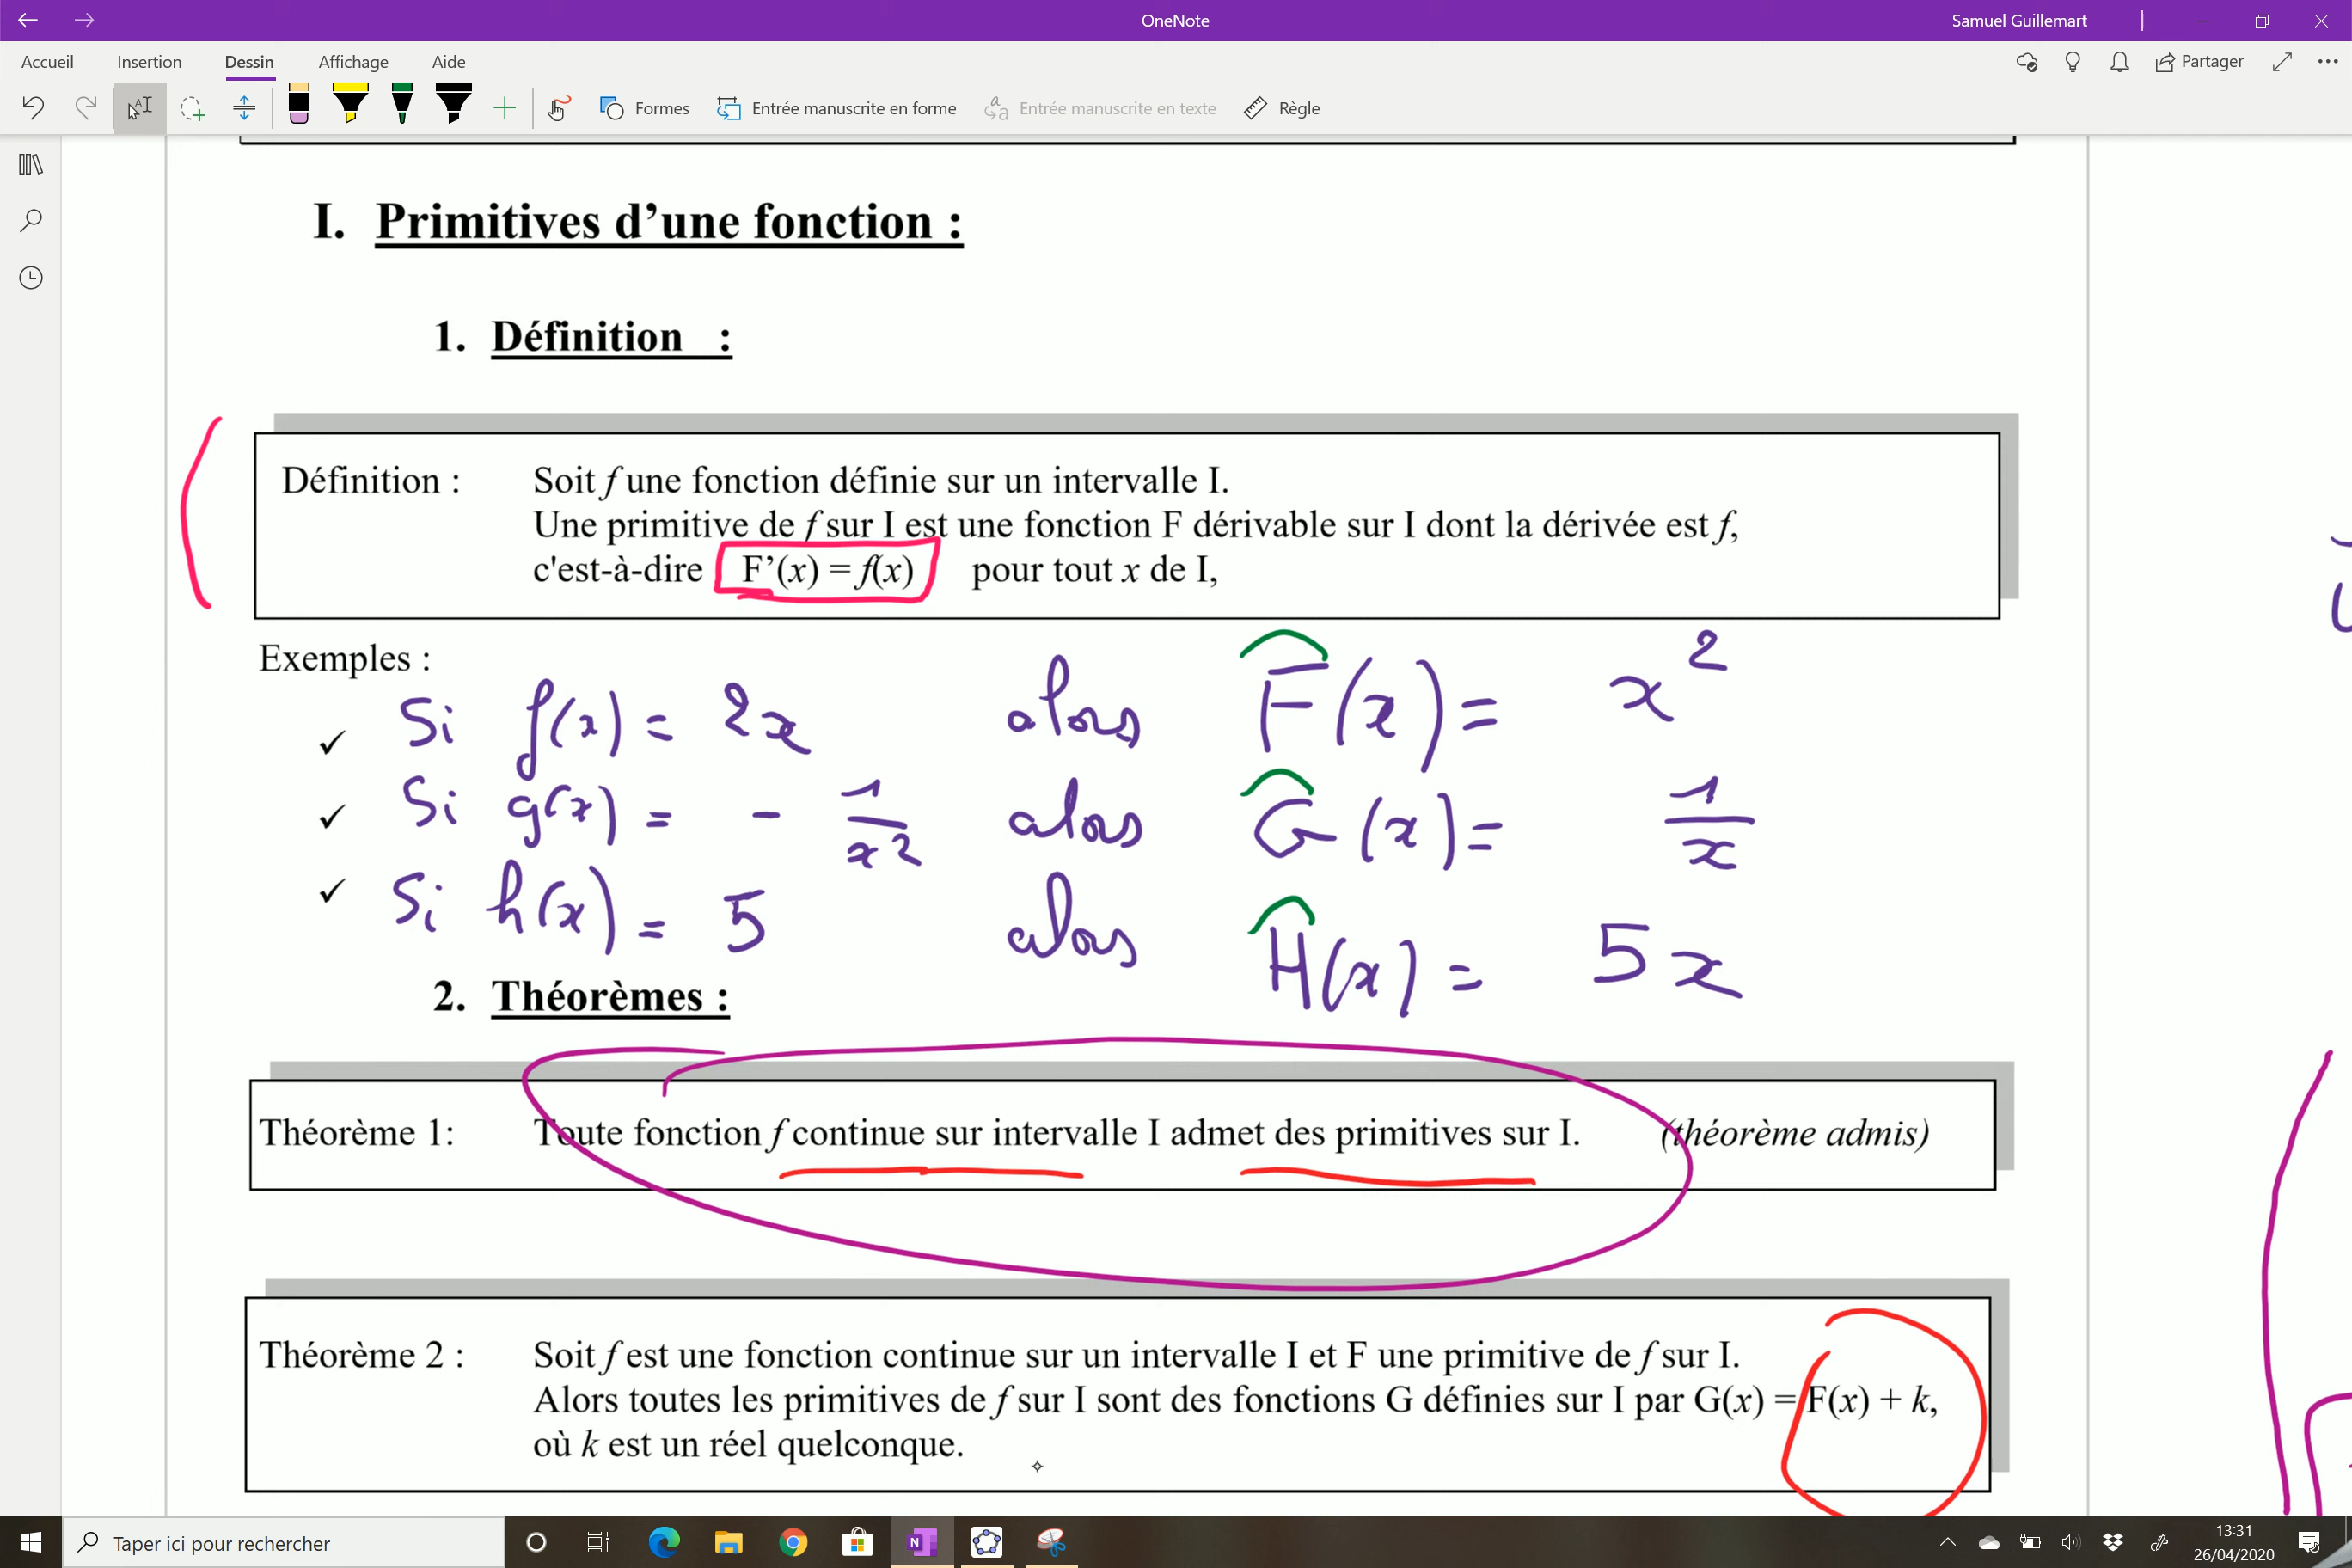 OneNote
Samuel Guillemart
Accueil Insertion Dessin Affichage Aide
Partager
Formes Entrée manuscrite en forme Entrée manuscrite en texte Règle
I. Primitives d’une fonction :
1. Définition :
Définition : Soit f une fonction définie sur un intervalle I.
Une primitive de f sur I est une fonction F dérivable sur I dont la dérivée est f,
c'est-à-dire F’(x) = f(x) pour tout x de I,
Exemples :
✓ Si f(x) = 2x alors F(x) = x²
✓ Si g(x) = - 1/x² alors G(x) = 1/x
✓ Si h(x) = 5 alors H(x) = 5x
2. Théorèmes :
Théorème 1: Toute fonction f continue sur intervalle I admet des primitives sur I. (théorème admis)
Théorème 2 : Soit f est une fonction continue sur un intervalle I et F une primitive de f sur I.
Alors toutes les primitives de f sur I sont des fonctions G définies sur I par G(x) = F(x) + k,
où k est un réel quelconque.
Taper ici pour rechercher
13:31
26/04/2020